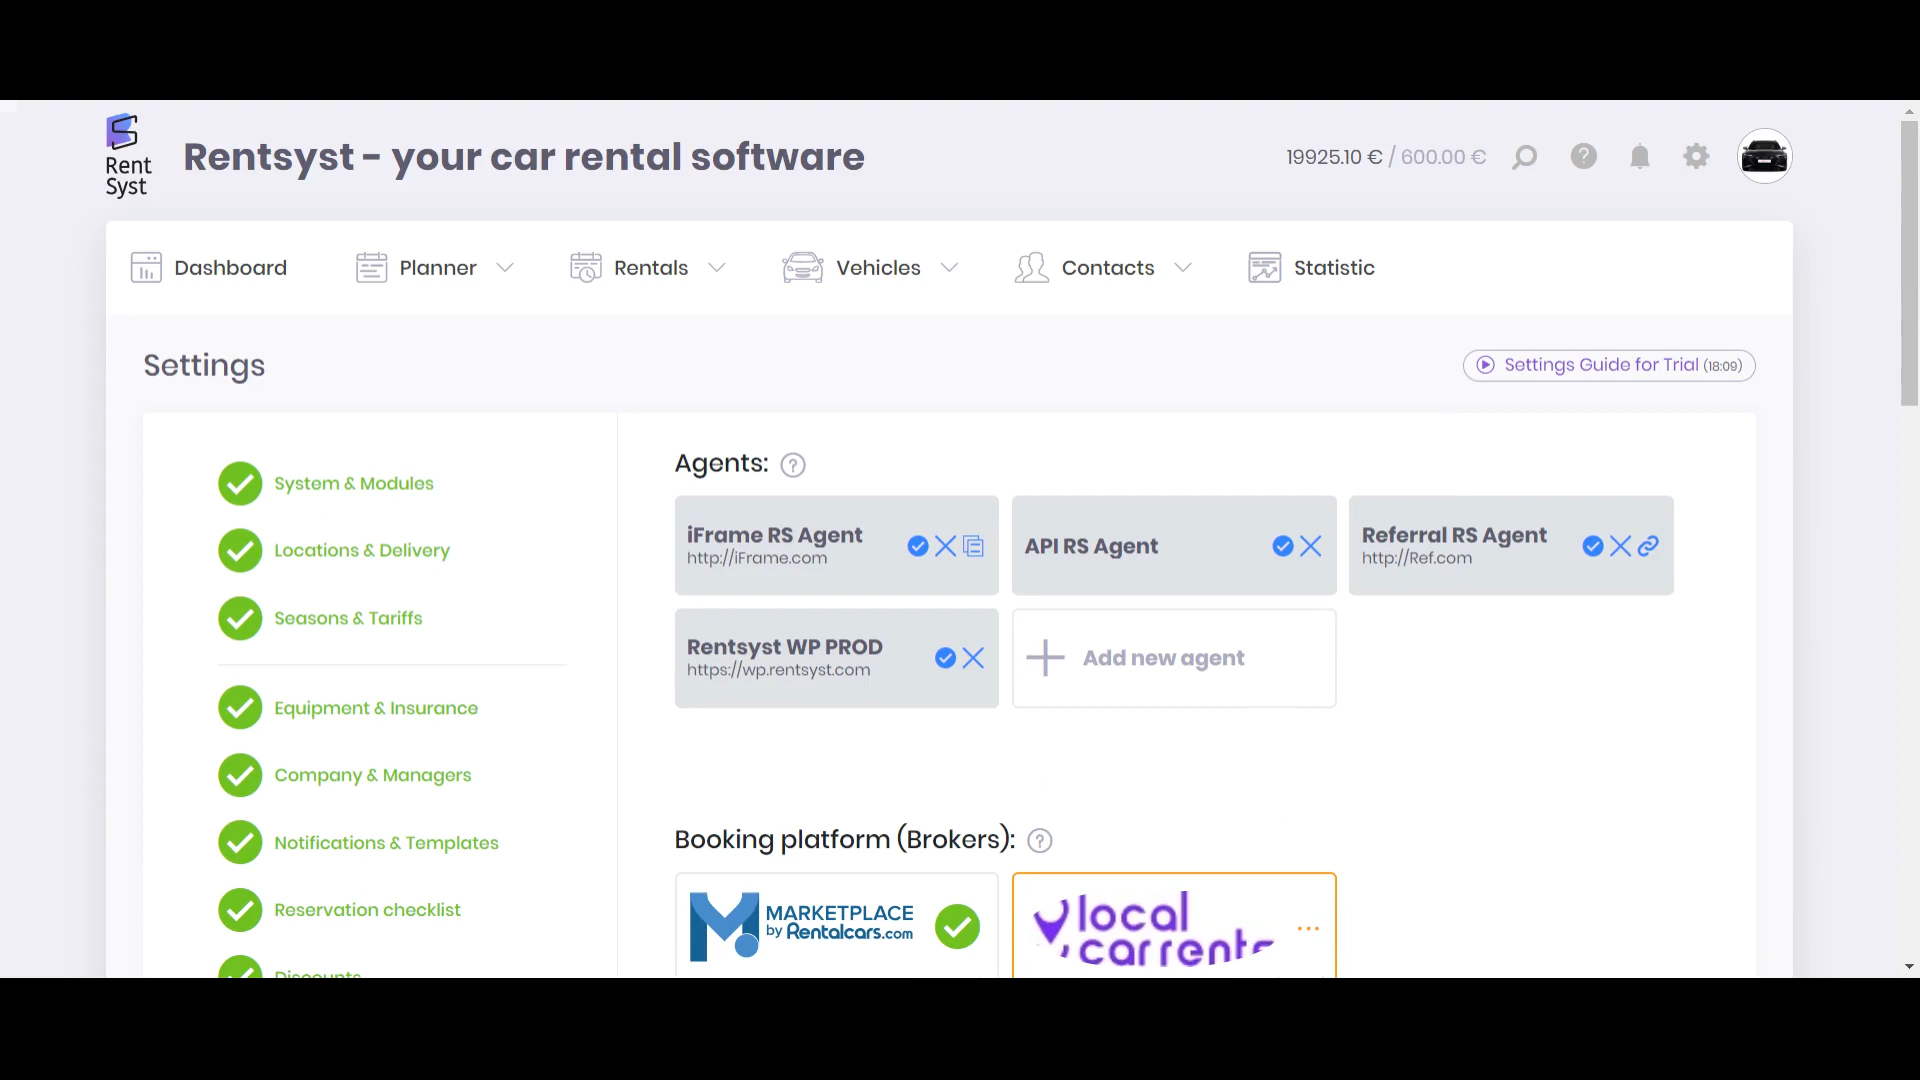 Rent
Syst
Rentsyst - your car rental software
19925.10 € / 600.00 €
Dashboard
Planner
Rentals
Vehicles
Contacts
Statistic
Settings
Settings Guide for Trial (18:09)
System & Modules
Locations & Delivery
Seasons & Tariffs
Equipment & Insurance
Company & Managers
Notifications & Templates
Reservation checklist
Discounts
Agents: ?
iFrame RS Agent
http://iFrame.com
API RS Agent
Referral RS Agent
http://Ref.com
Rentsyst WP PROD
https://wp.rentsyst.com
Add new agent
Booking platform (Brokers): ?
MARKETPLACE
by Rentalcars.com
local
car rents